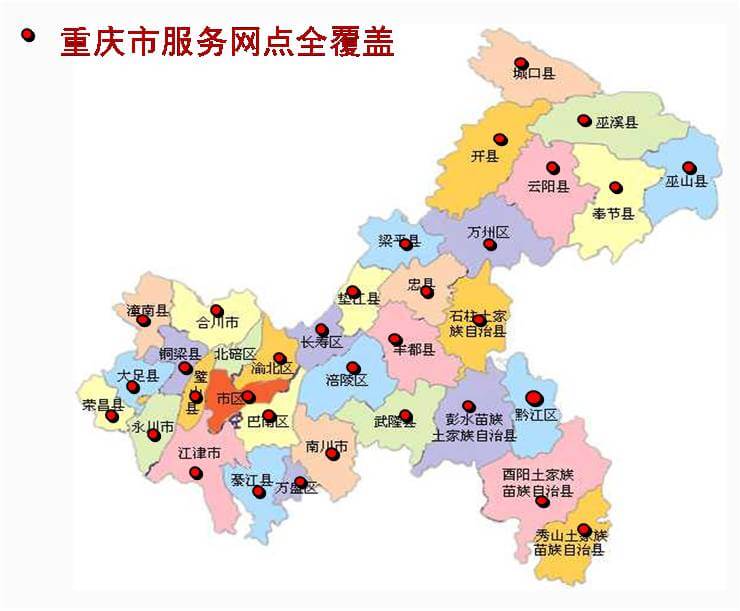 重庆市服务网点全覆盖
城口县
巫溪县
开县
云阳县
巫山县
奉节县
万州区
梁平县
忠县
垫江县
石柱土家
族自治县
潼南县
合川市
长寿区
丰都县
铜梁县
北碚区
渝北区
大足县
璧
山
县
涪陵区
市区
荣昌县
巴南区
武隆县
彭水苗族
土家族自治县
黔江区
永川市
江津市
南川市
綦江县
万盛区
酉阳土家族
苗族自治县
秀山土家族
苗族自治县